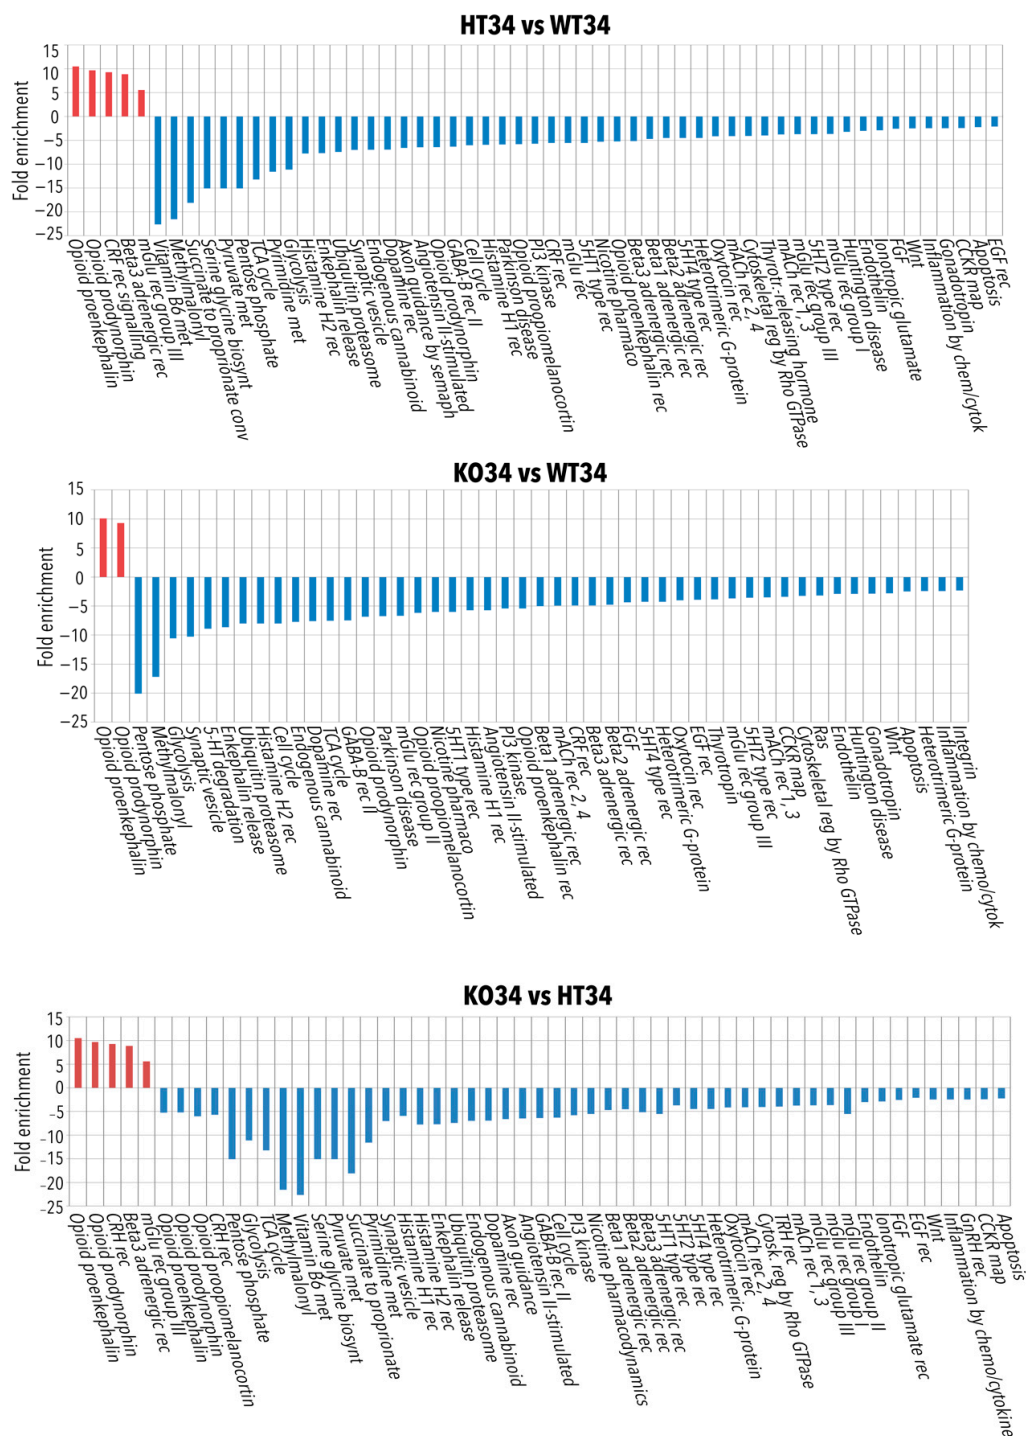 HT34 vs WT34
Fold enrichment
15
10
5
0
−5
−10
−15
−20
−25
Opioid proenkephalin
Opioid prodynorphin
CRF rec signalling
Beta3 adrenergic rec
mGlu rec group III
Vitamin B6 met
Methylmalonyl
Succinate to proprionate conv
Serine glycine biosynt
Pyruvate met
Pentose phosphate
TCA cycle
Pyrimidine met
Glycolysis
Histamine H2 rec
Enkephalin release
Ubiquitin proteasome
Synaptic vesicle
Endogenous cannabinoid
Dopamine rec
Axon guidance by semaph
Angiotensin II-stimulated
Opioid prodynorphin
GABA-B rec II
Cell cycle
Histamine H1 rec
Parkinson disease
Opioid proopiomelanocortin
PI3 kinase
CRF rec
mGlu rec
5HT1 type rec
Nicotine pharmaco
Opioid proenkephalin rec
Beta3 adrenergic rec
Beta1 adrenergic rec
Beta2 adrenergic rec
5HT4 type rec
Heterotrimeric G-protein
Oxytocin rec
mACh rec 2, 4
Cytoskeletal reg by Rho GTPase
Thyrotr.-releasing hormone
mACh rec 1, 3
mGlu rec group III
5HT2 type rec
mGlu rec group I
Huntington disease
Endothelin
Ionotropic glutamate
FGF
Wnt
Inflammation by chem/cytok
Gonadotropin
CCKR map
Apoptosis
EGF rec
KO34 vs WT34
Fold enrichment
15
10
5
0
−5
−10
−15
−20
−25
Opioid proenkephalin
Opioid prodynorphin
Pentose phosphate
Methylmalonyl
Glycolysis
Synaptic vesicle
5-HT degradation
Enkephalin release
Ubiquitin proteasome
Histamine H2 rec
Cell cycle
Endogenous cannabinoid
Dopamine rec
TCA cycle
GABA-B rec II
Opioid prodynorphin
Parkinson disease
mGlu rec group II
Opioid proopiomelanocortin
Nicotine pharmaco
5HT1 type rec
Histamine H1 rec
Angiotensin II-stimulated
PI3 kinase
Opioid proenkephalin rec
Beta1 adrenergic rec
mACh rec 2, 4
CRF rec
Beta3 adrenergic rec
Beta2 adrenergic rec
FGF
5HT4 type rec
Heterotrimeric G-protein
Oxytocin rec
EGF rec
Thyrotropin
mGlu rec group III
5HT2 type rec
mACh rec 1, 3
CCKR map
Cytoskeletal reg by Rho GTPase
Ras
Endothelin
Huntington disease
Gonadotropin
Wnt
Apoptosis
Heterotrimeric G-protein
Inflammation by chemo/cytok
Integrin
KO34 vs HT34
Fold enrichment
15
10
5
0
−5
−10
−15
−20
−25
Opioid proenkephalin
Opioid prodynorphin
CRH rec
Beta3 adrenergic rec
mGlu rec group III
Opioid proenkephalin
Opioid prodynorphin
Opioid proopiomelanocortin
CRH rec
Pentose phosphate
Glycolysis
TCA cycle
Methylmalonyl
Vitamin B6 met
Serine glycine biosynt
Pyruvate met
Succinate to proprionate
Pyrimidine met
Synaptic vesicle
Histamine H1 rec
Histamine H2 rec
Enkephalin release
Ubiquitin proteasome
Endogenous cannabinoid
Dopamine rec
Axon guidance
Angiotensin II-stimulated
GABA-B rec II
Cell cycle
PI3 kinase
Nicotine pharmacodynamics
Beta1 adrenergic rec
Beta2 adrenergic rec
Beta3 adrenergic rec
5HT1 type rec
5HT2 type rec
5HT4 type rec
Heterotrimeric G-protein
Oxytocin rec
mACh rec 2, 4
Cytosk. reg by Rho GTPase
TRH rec
mACh rec 1, 3
mGlu rec group III
mGlu rec group I
mGlu rec group II
Endothelin
Ionotropic glutamate rec
FGF
EGF rec
Wnt
Inflammation by chemo/cytokine
GnRH rec
CCKR map
Apoptosis